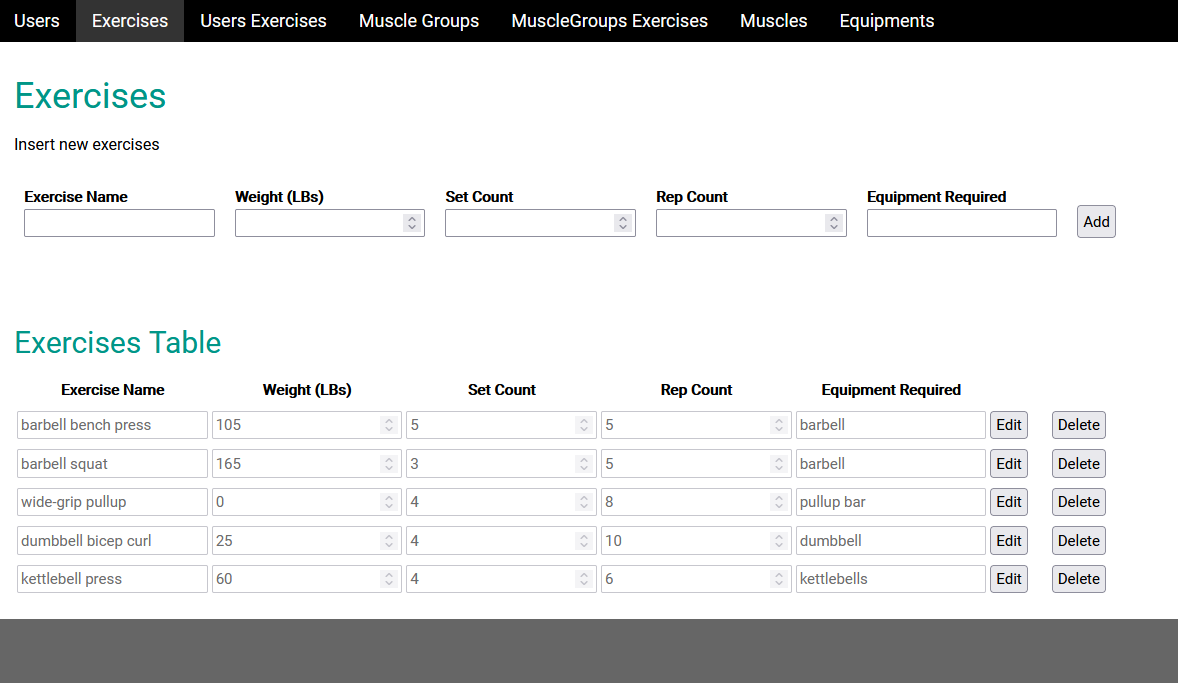 Users Exercises Users Exercises Muscle Groups MuscleGroups Exercises Muscles Equipments
Exercises
Insert new exercises
Exercise Name Weight (LBs) Set Count Rep Count Equipment Required
Add
Exercises Table
Exercise Name Weight (LBs) Set Count Rep Count Equipment Required
barbell bench press 105 5 5 barbell Edit Delete
barbell squat 165 3 5 barbell Edit Delete
wide-grip pullup 0 4 8 pullup bar Edit Delete
dumbbell bicep curl 25 4 10 dumbbell Edit Delete
kettlebell press 60 4 6 kettlebells Edit Delete